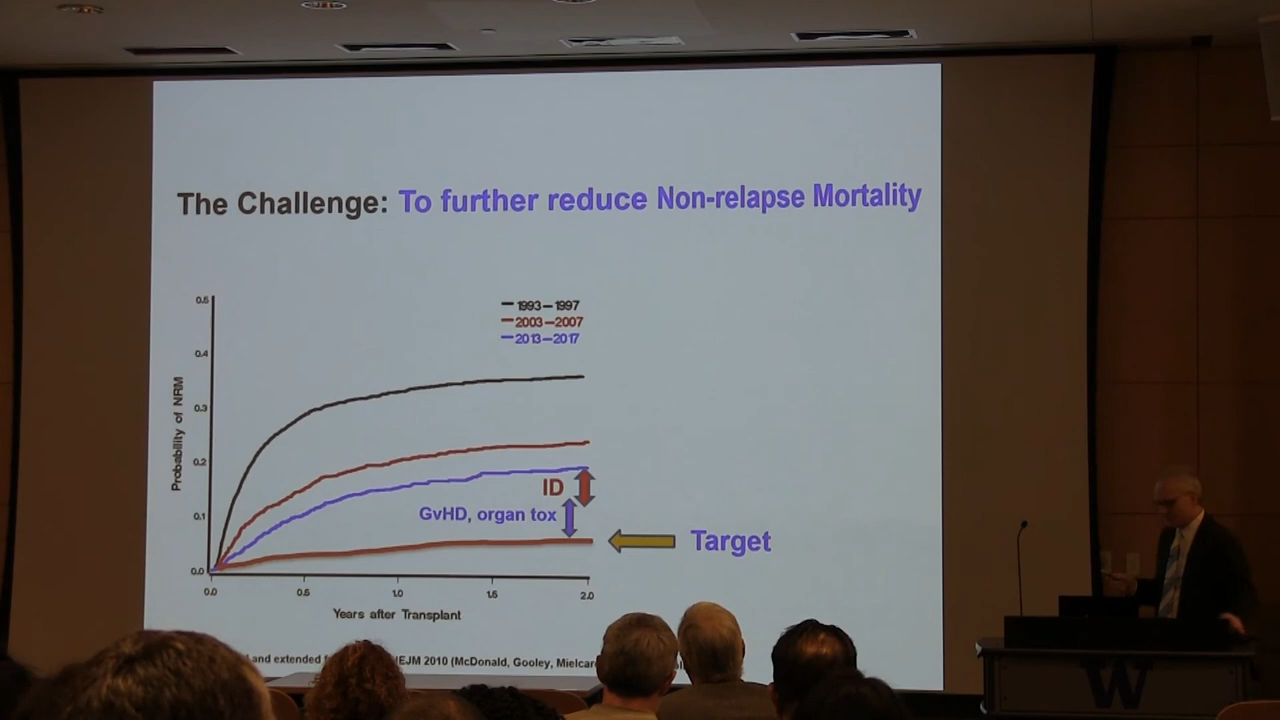 The Challenge: To further reduce Non-relapse Mortality
0.5
0.4
0.3
0.2
0.1
0.0
Probability of NRM
1993–1997
2003–2007
2013–2017
ID
GvHD, organ tox
Target
0.0 0.5 1.0 1.5 2.0
Years after Transplant
and extended NEJM 2010 (McDonald, Gooley,
W